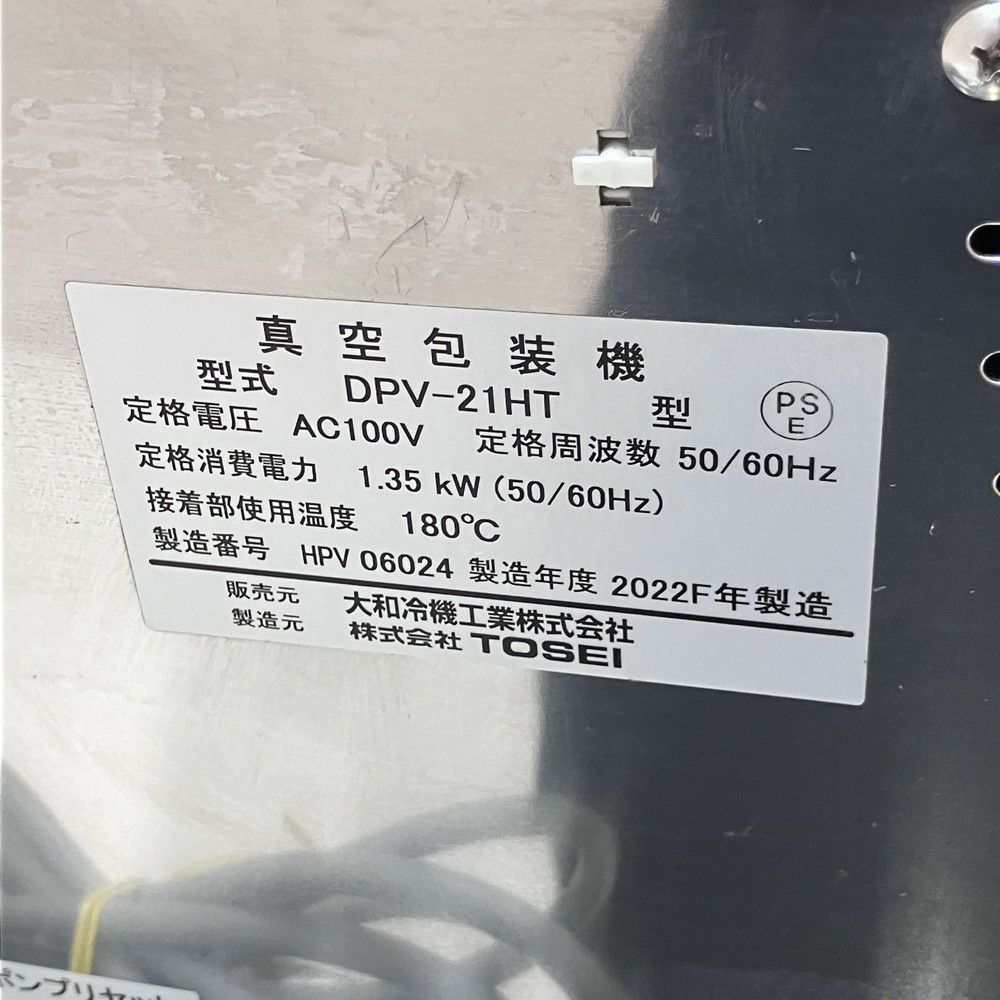 真空包装機
型式 DPV-21HT 型 PSE
定格電圧 AC100V 定格周波数 50/60Hz
定格消費電力 1.35 kW (50/60Hz)
接着部使用温度 180℃
製造番号 HPV 06024 製造年度 2022F年製造
販売元 大和冷機工業株式会社
製造元 株式会社 TOSEI